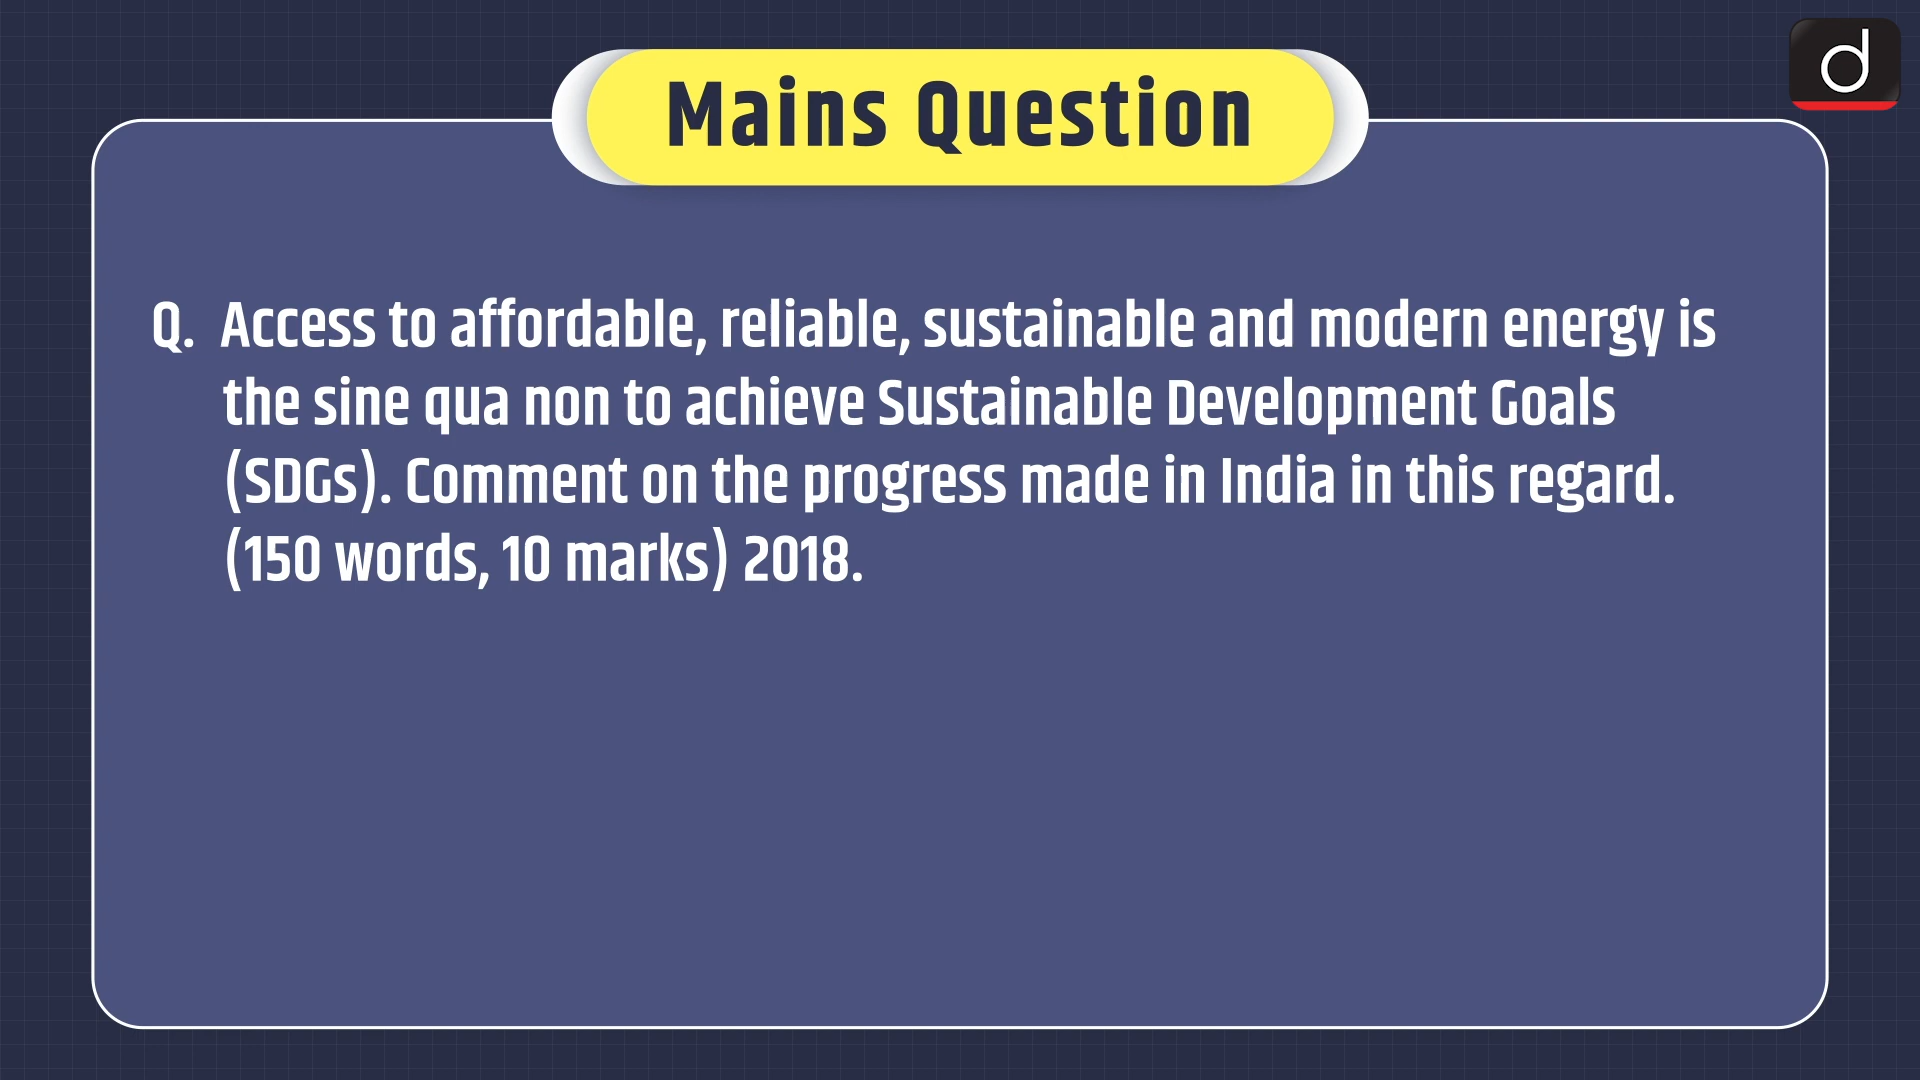 Mains Question
d
Q. Access to affordable, reliable, sustainable and modern energy is
the sine qua non to achieve Sustainable Development Goals
(SDGs). Comment on the progress made in India in this regard.
(150 words, 10 marks) 2018.